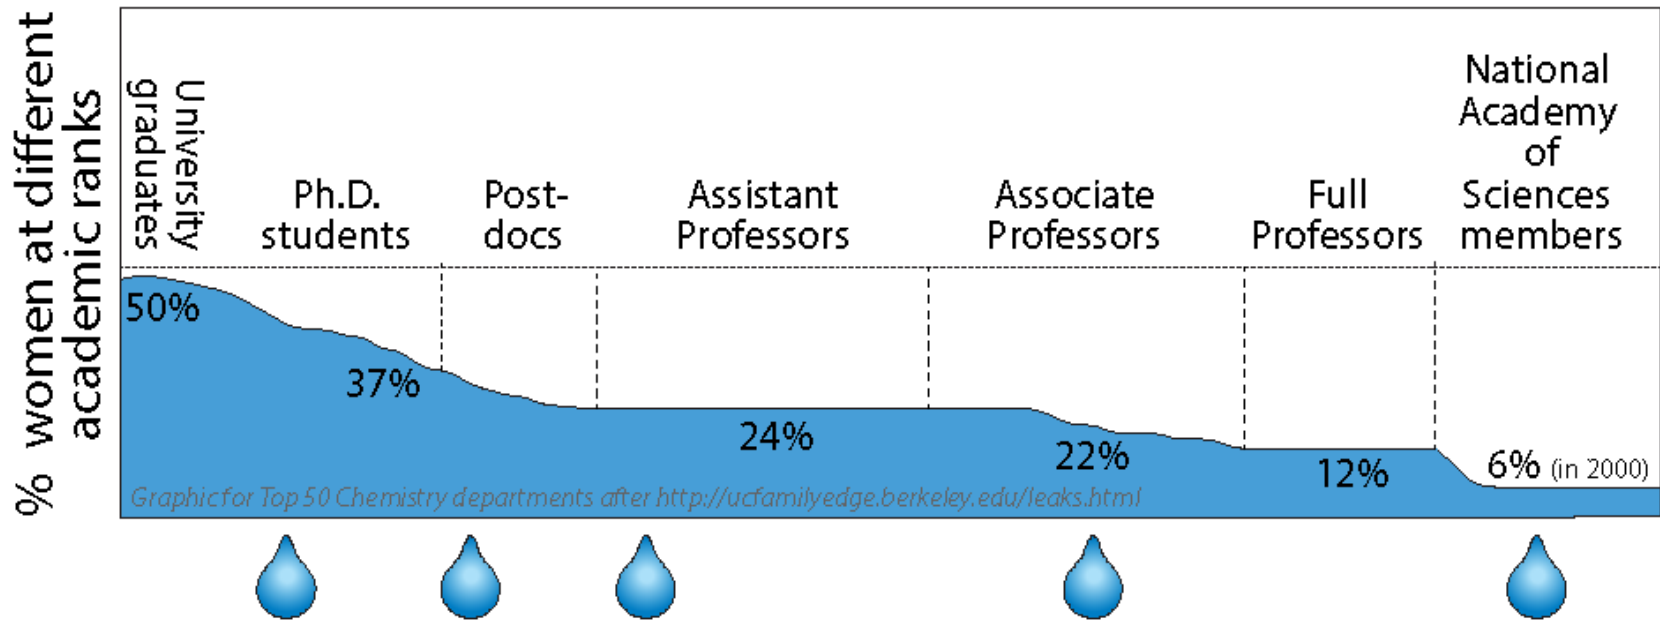 % women at different
academic ranks
University
graduates
Ph.D.
students
Post-
docs
Assistant
Professors
Associate
Professors
Full
Professors
National
Academy
of
Sciences
members
50%
37%
24%
22%
12%
6% (in 2000)
Graphic for Top 50 Chemistry departments after http://ucfamilyedge.berkeley.edu/leaks.html